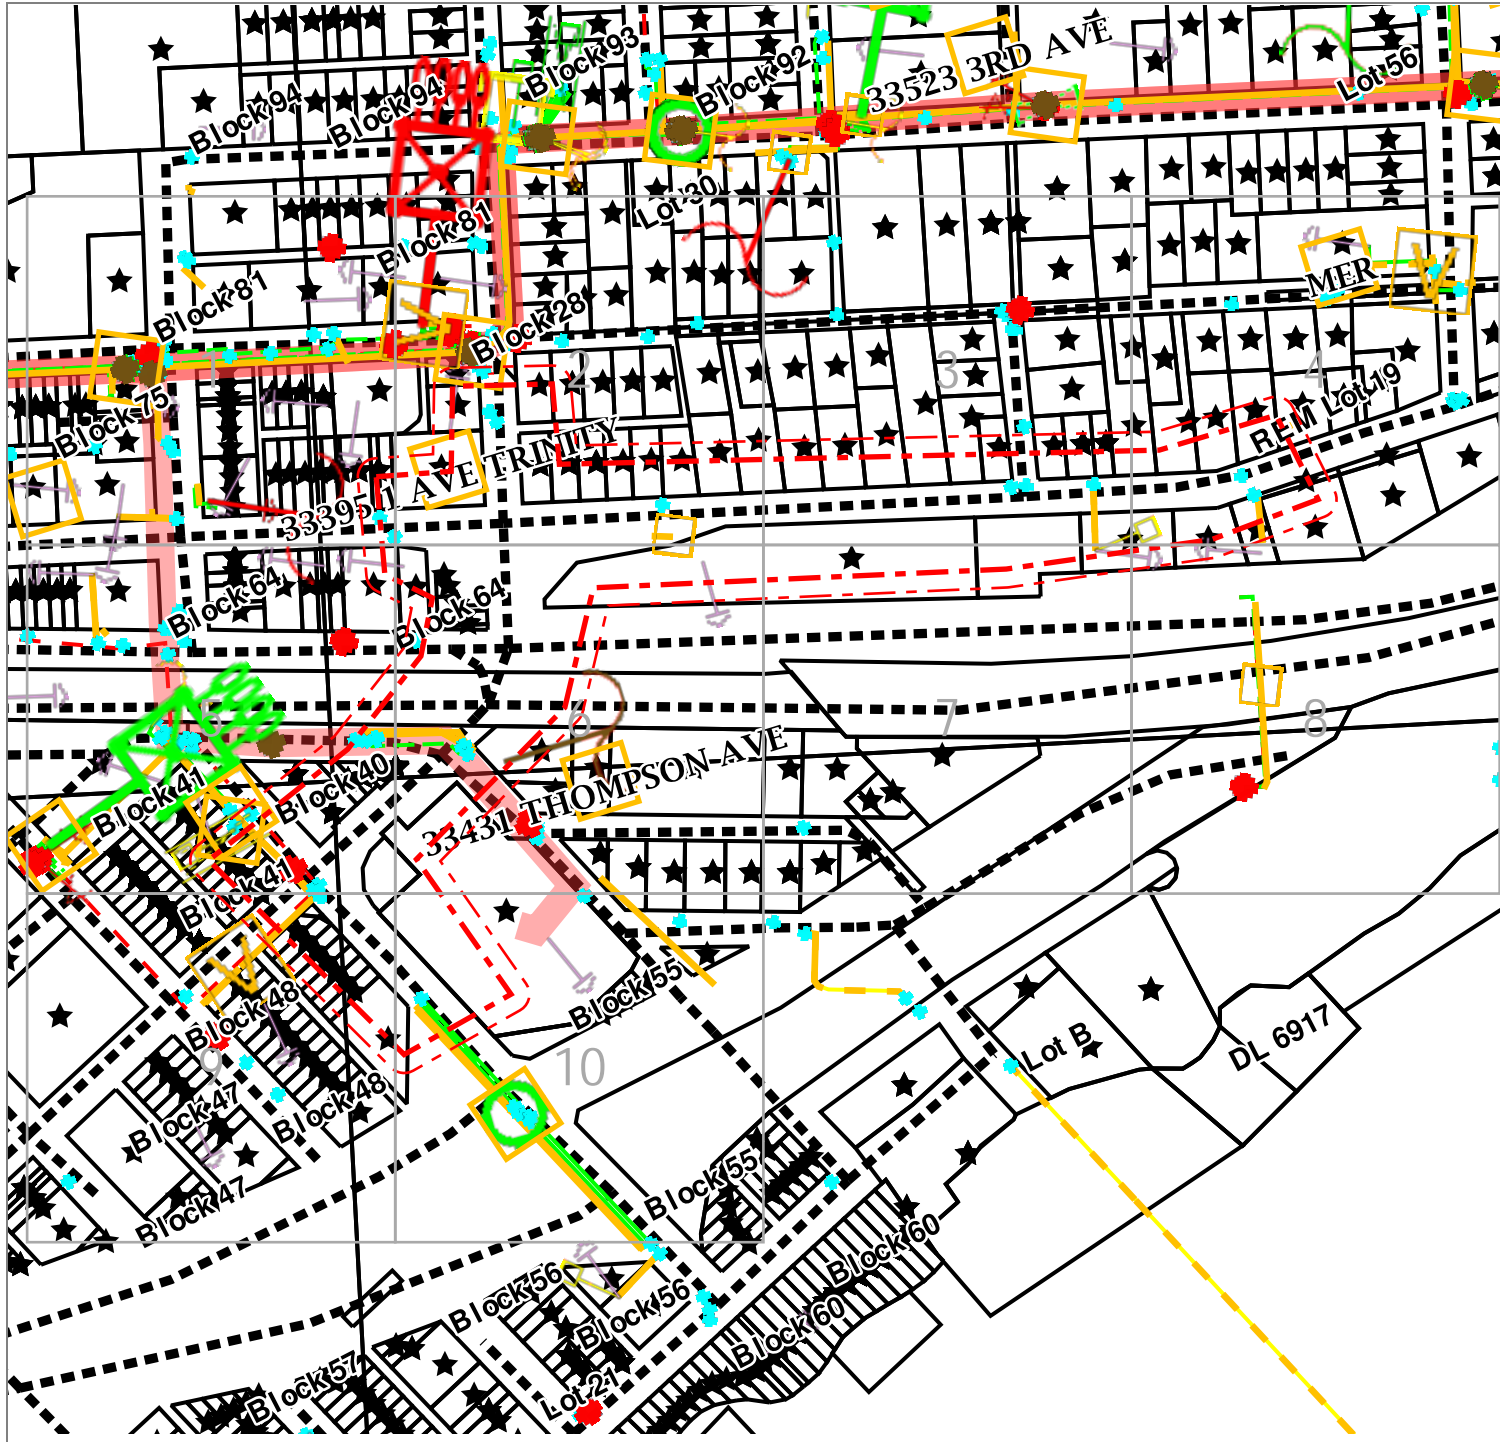 Block 93
Block 92
33523 3RD AVE
Lot 56
Block 94
Block 94
Lot 30
Block 81
Block 81
MER
Block 28
1
2
3
4
REM Lot 19
Block 75
33395 1 AVE TRINITY
Block 64
Block 64
5
6
7
8
33431 THOMPSON AVE
Block 40
Block 41
Block 41
Block 55
Block 48
Lot B
DL 6917
9
10
Block 47
Block 48
Block 55
Block 47
Block 60
Block 56
Block 56
Block 60
Block 57
Lot 21